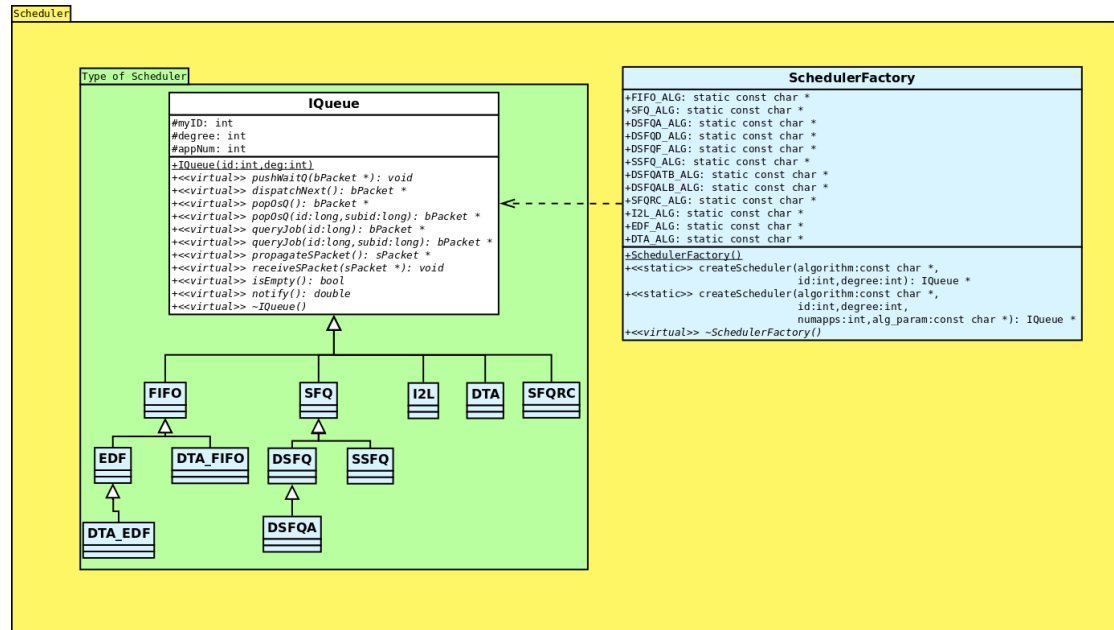 Scheduler
Type of Scheduler
IQueue
#myID: int
#degree: int
#appNum: int
+IQueue(id:int,deg:int)
+<<virtual>> pushWaitQ(bPacket *): void
+<<virtual>> dispatchNext(): bPacket *
+<<virtual>> popOsQ(): bPacket *
+<<virtual>> popOsQ(id:long,subid:long): bPacket *
+<<virtual>> queryJob(id:long): bPacket *
+<<virtual>> queryJob(id:long,subid:long): bPacket *
+<<virtual>> propagateSPacket(): sPacket *
+<<virtual>> receiveSPacket(sPacket *): void
+<<virtual>> isEmpty(): bool
+<<virtual>> notify(): double
+<<virtual>> ~IQueue()
SchedulerFactory
+FIFO_ALG: static const char *
+SFQ_ALG: static const char *
+DSFQA_ALG: static const char *
+DSFQD_ALG: static const char *
+DSFQF_ALG: static const char *
+SSFQ_ALG: static const char *
+DSFQATB_ALG: static const char *
+DSFQALB_ALG: static const char *
+SFQRC_ALG: static const char *
+I2L_ALG: static const char *
+EDF_ALG: static const char *
+DTA_ALG: static const char *
+SchedulerFactory()
+<<static>> createScheduler(algorithm:const char *,
id:int,degree:int): IQueue *
+<<static>> createScheduler(algorithm:const char *,
id:int,degree:int,
numapps:int,alg_param:const char *): IQueue *
+<<virtual>> ~SchedulerFactory()
FIFO
SFQ
I2L
DTA
SFQRC
EDF
DTA_FIFO
DSFQ
SSFQ
DTA_EDF
DSFQA